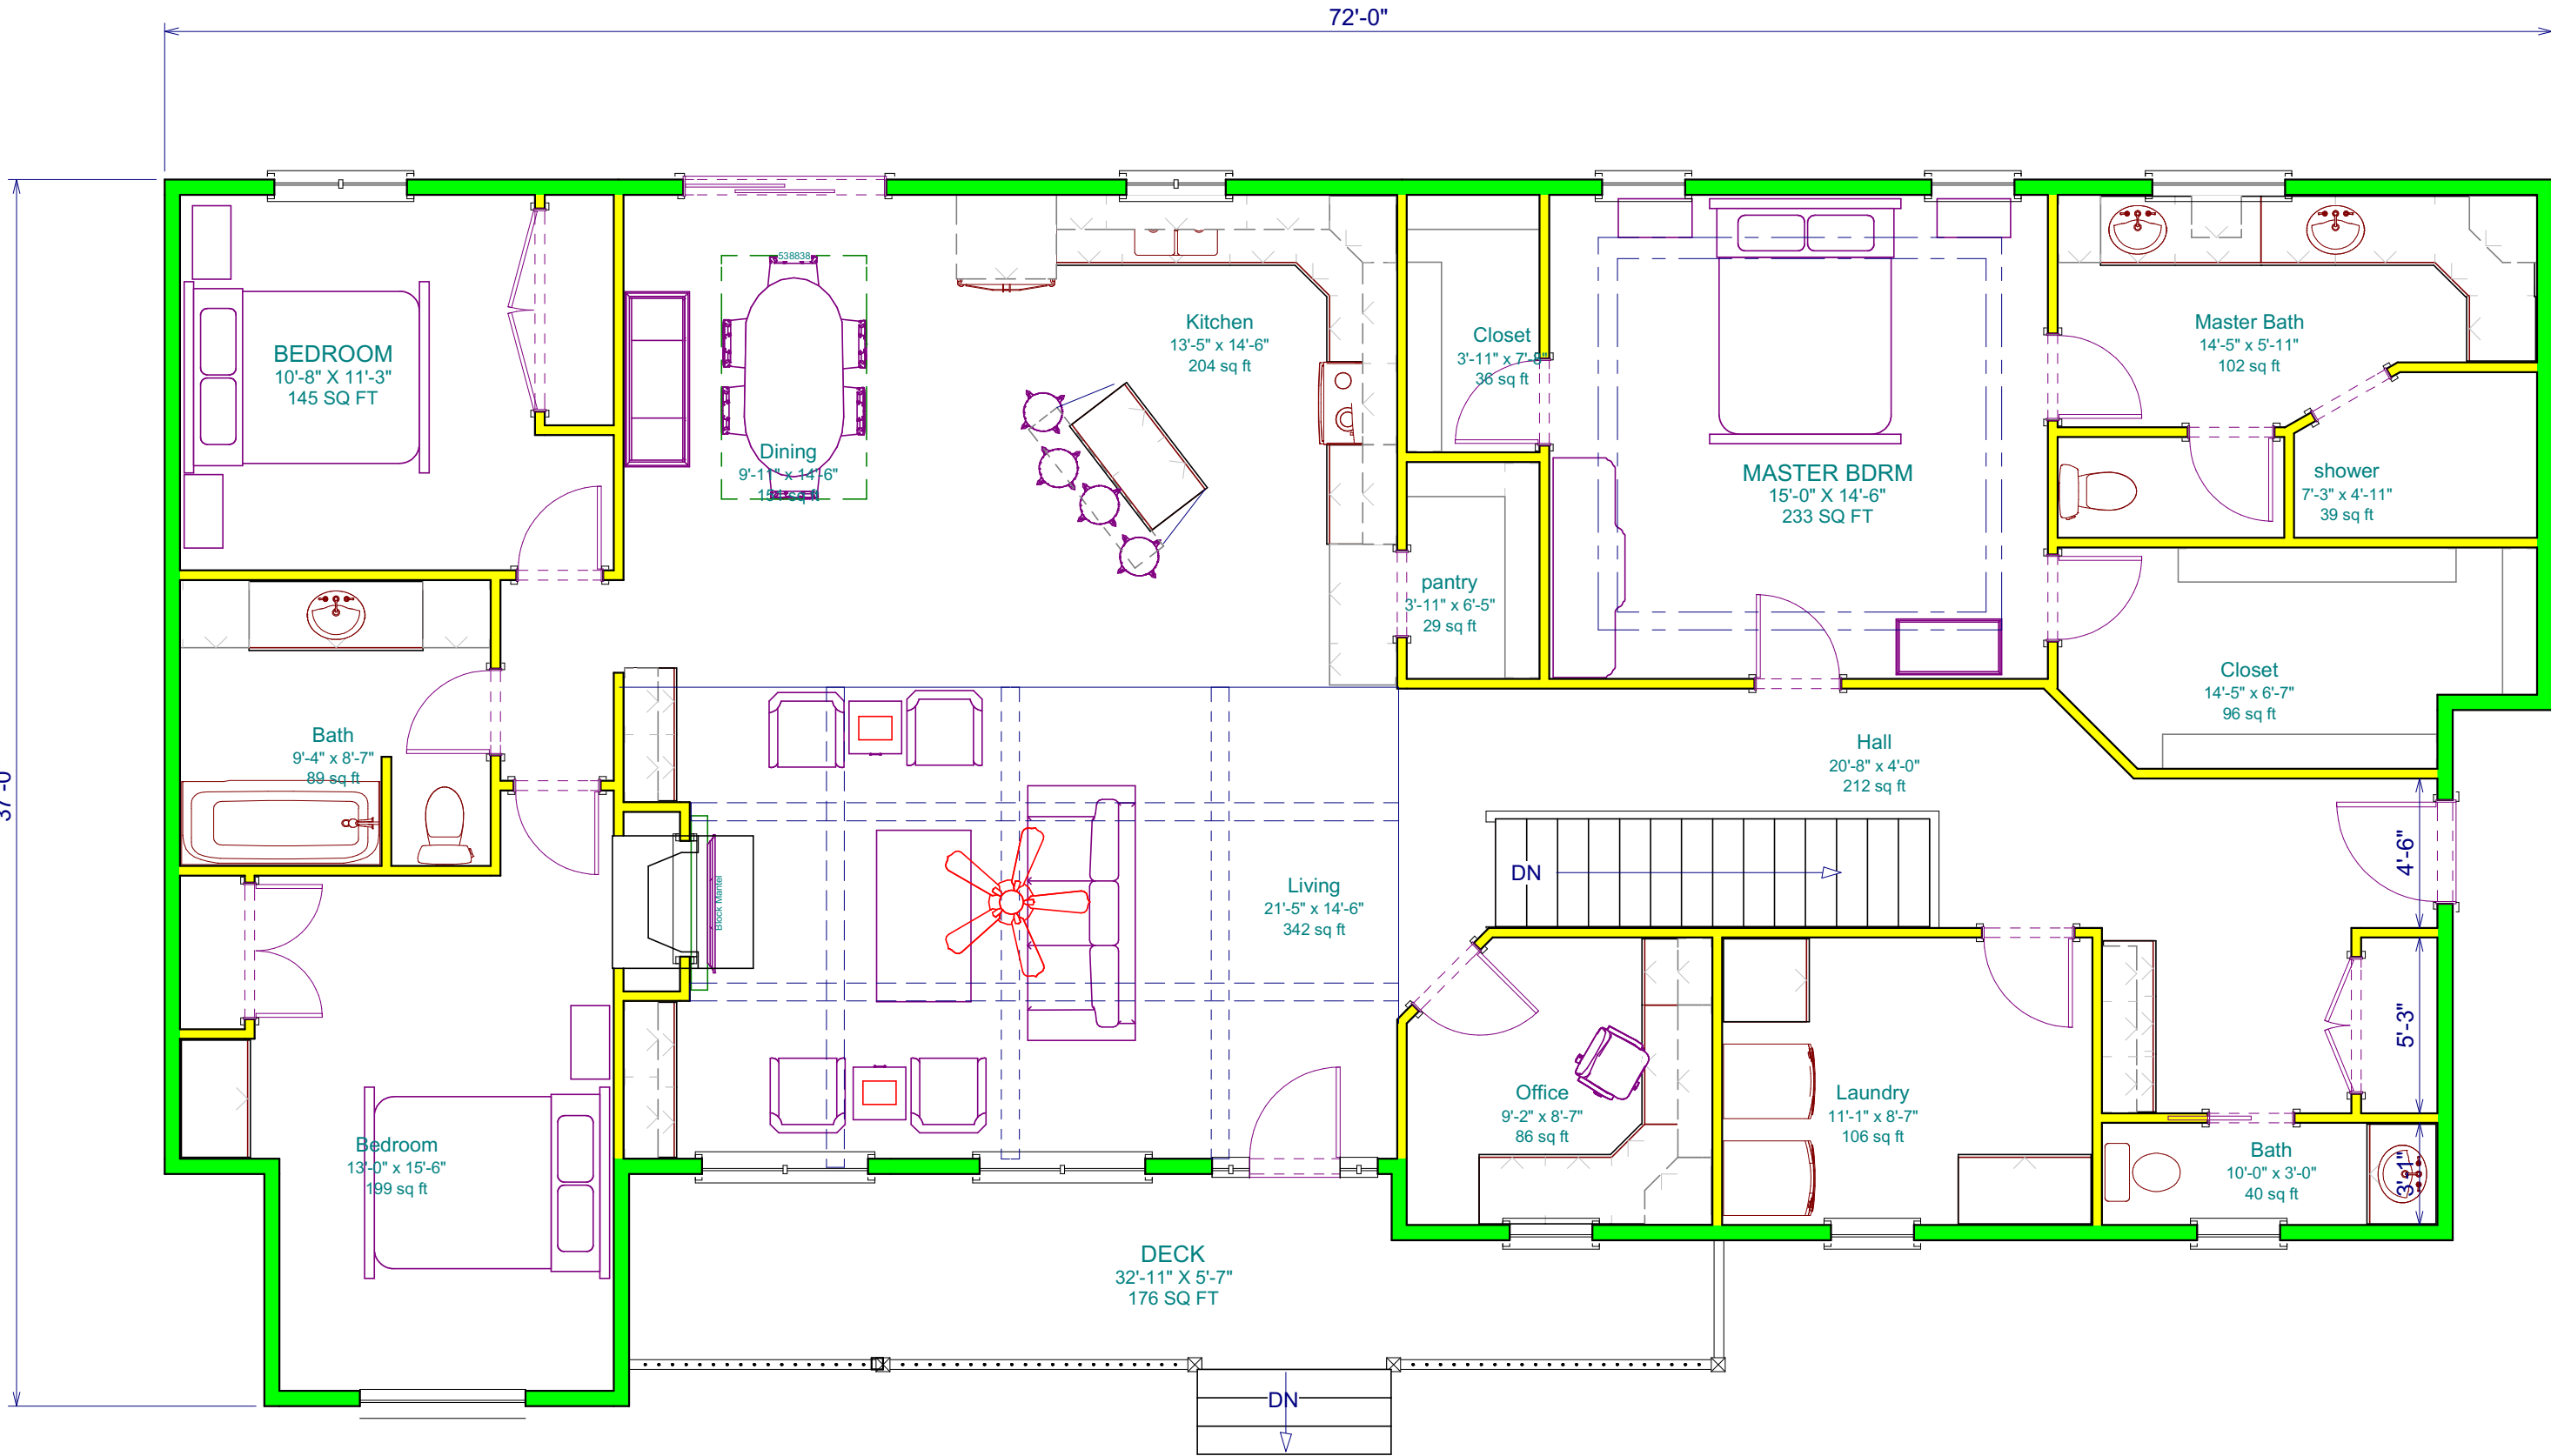 72'-0"
37'-0"
BEDROOM
10'-8" X 11'-3"
145 SQ FT
538838
Dining
9'-11" x 14'-6"
154 sq ft
Kitchen
13'-5" x 14'-6"
204 sq ft
Closet
3'-11" x 7'-8"
36 sq ft
pantry
3'-11" x 6'-5"
29 sq ft
MASTER BDRM
15'-0" X 14'-6"
233 SQ FT
Master Bath
14'-5" x 5'-11"
102 sq ft
shower
7'-3" x 4'-11"
39 sq ft
Closet
14'-5" x 6'-7"
96 sq ft
Bath
9'-4" x 8'-7"
89 sq ft
Block Mantel
Living
21'-5" x 14'-6"
342 sq ft
Hall
20'-8" x 4'-0"
212 sq ft
DN
4'-6"
5'-3"
3'-1"
Bedroom
13'-0" x 15'-6"
199 sq ft
Office
9'-2" x 8'-7"
86 sq ft
Laundry
11'-1" x 8'-7"
106 sq ft
Bath
10'-0" x 3'-0"
40 sq ft
DECK
32'-11" X 5'-7"
176 SQ FT
DN